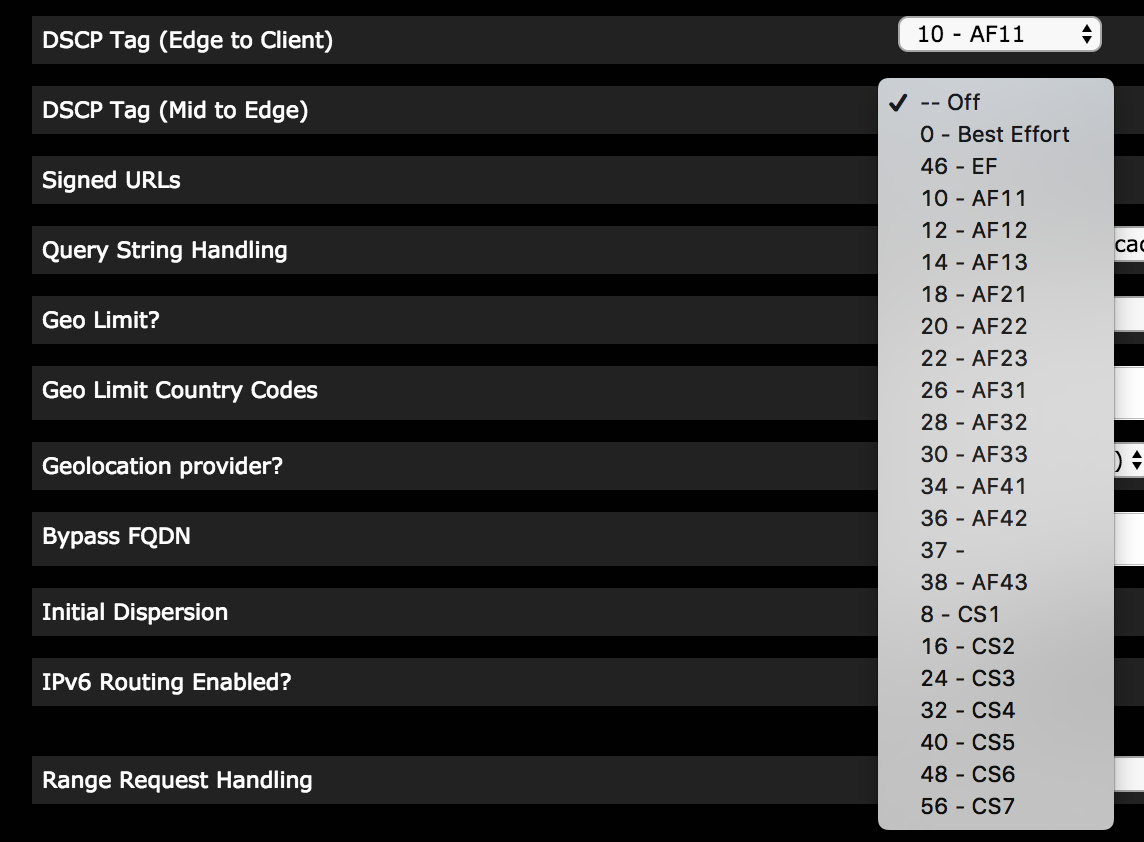 DSCP Tag (Edge to Client)
10 - AF11
DSCP Tag (Mid to Edge)
-- Off
0 - Best Effort
46 - EF
10 - AF11
12 - AF12
14 - AF13
18 - AF21
20 - AF22
22 - AF23
26 - AF31
28 - AF32
30 - AF33
34 - AF41
36 - AF42
37 -
38 - AF43
8 - CS1
16 - CS2
24 - CS3
32 - CS4
40 - CS5
48 - CS6
56 - CS7
Signed URLs
Query String Handling
Geo Limit?
Geo Limit Country Codes
Geolocation provider?
)
Bypass FQDN
Initial Dispersion
IPv6 Routing Enabled?
Range Request Handling